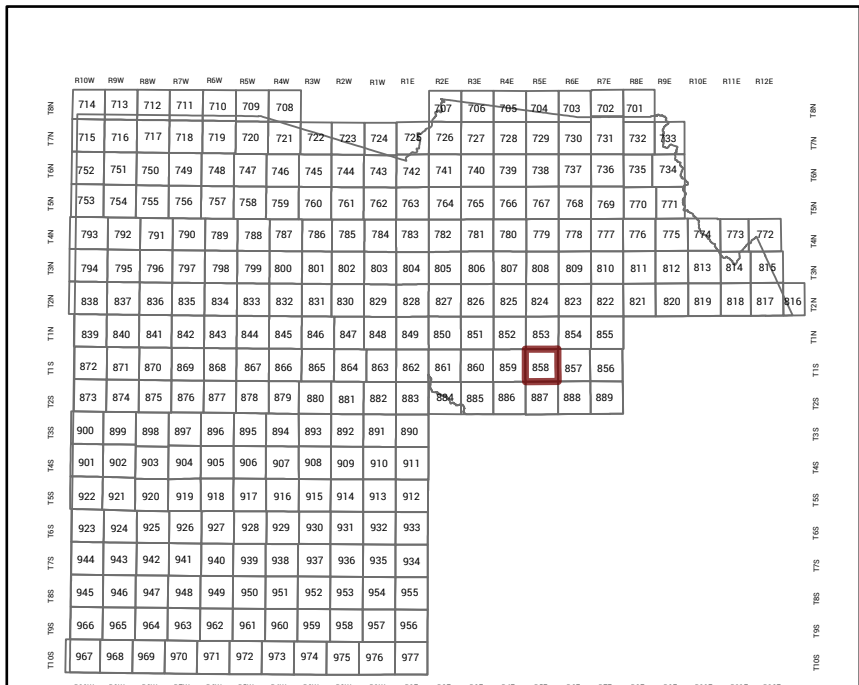 R10W R9W R8W R7W R6W R5W R4W R3W R2W R1W R1E R2E R3E R4E R5E R6E R7E R8E R9E R10E R11E R12E
T8N 714 713 712 711 710 709 708 707 706 705 704 703 702 701 T8N
T7N 715 716 717 718 719 720 721 722 723 724 725 726 727 728 729 730 731 732 733 T7N
T6N 752 751 750 749 748 747 746 745 744 743 742 741 740 739 738 737 736 735 734 T6N
T5N 753 754 755 756 757 758 759 760 761 762 763 764 765 766 767 768 769 770 771 T5N
T4N 793 792 791 790 789 788 787 786 785 784 783 782 781 780 779 778 777 776 775 774 773 772 T4N
T3N 794 795 796 797 798 799 800 801 802 803 804 805 806 807 808 809 810 811 812 813 814 815 T3N
T2N 838 837 836 835 834 833 832 831 830 829 828 827 826 825 824 823 822 821 820 819 818 817 816 T2N
T1N 839 840 841 842 843 844 845 846 847 848 849 850 851 852 853 854 855 T1N
T1S 872 871 870 869 868 867 866 865 864 863 862 861 860 859 858 857 856 T1S
T2S 873 874 875 876 877 878 879 880 881 882 883 884 885 886 887 888 889 T2S
T3S 900 899 898 897 896 895 894 893 892 891 890 T3S
T4S 901 902 903 904 905 906 907 908 909 910 911 T4S
T5S 922 921 920 919 918 917 916 915 914 913 912 T5S
T6S 923 924 925 926 927 928 929 930 931 932 933 T6S
T7S 944 943 942 941 940 939 938 937 936 935 934 T7S
T8S 945 946 947 948 949 950 951 952 953 954 955 T8S
T9S 966 965 964 963 962 961 960 959 958 957 956 T9S
T10S 967 968 969 970 971 972 973 974 975 976 977 T10S